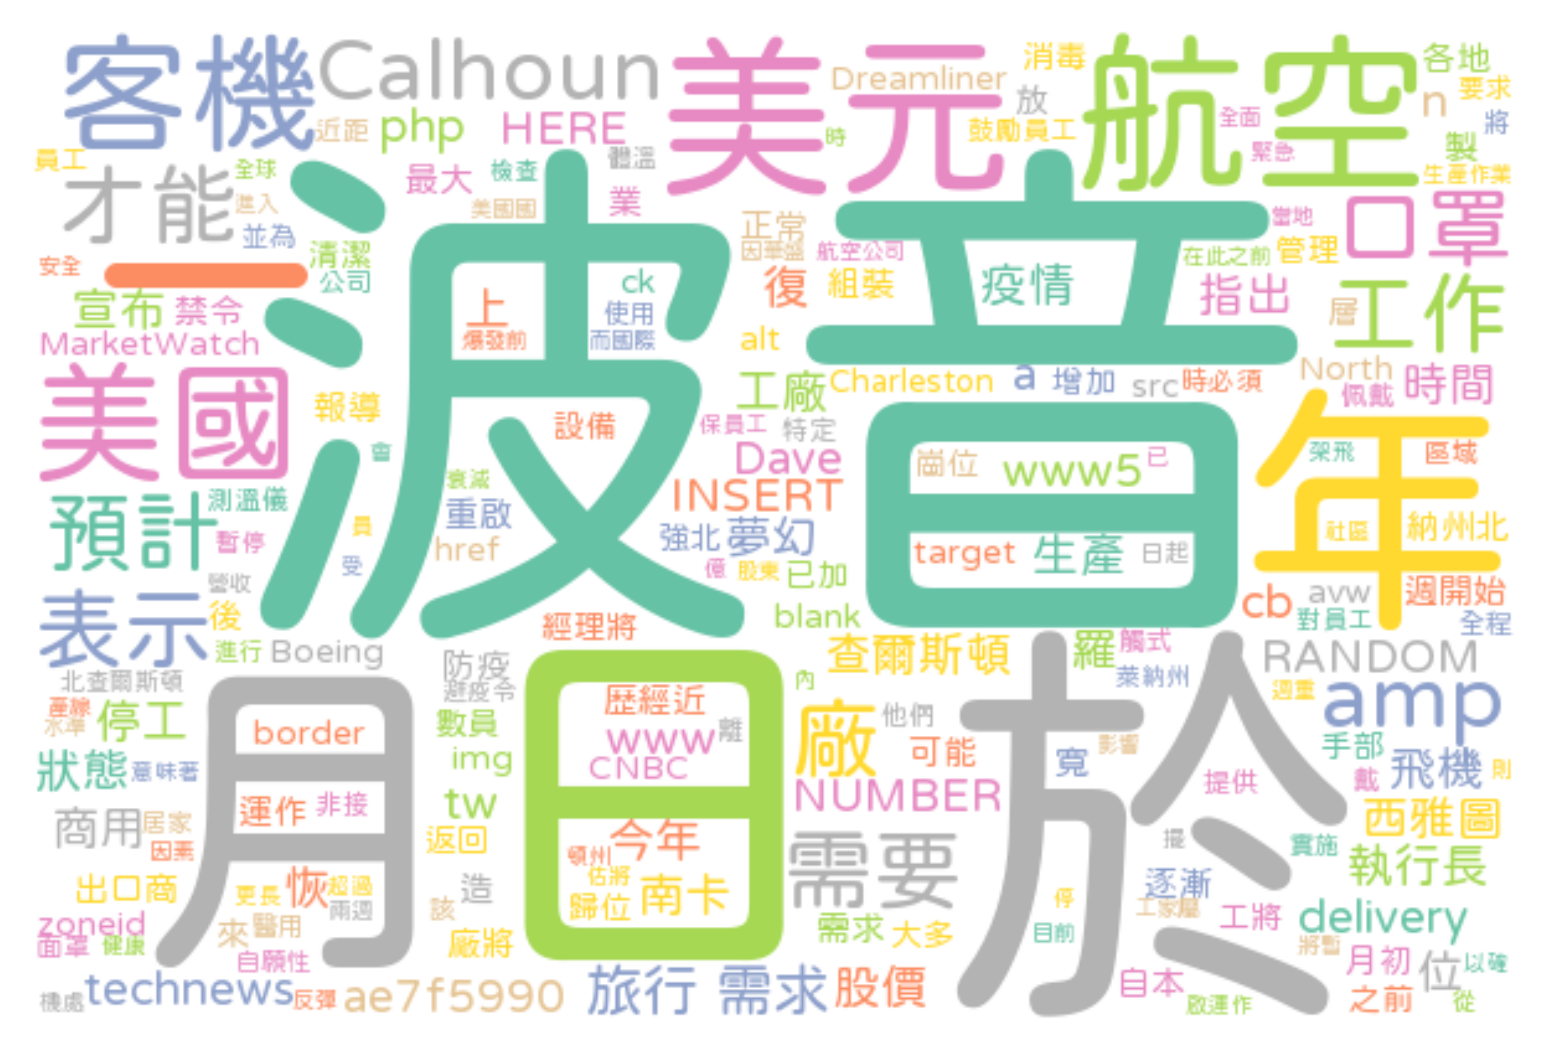 客機
Calhoun
美元
Dreamliner
消毒
航空
各地
要求
n
將
製
生產作業
全面
緊急
鼓勵員工
放
時
近距
php
HERE
體溫
員工
才能
全球
進入
並為
最大
檢查
美國國
業
波音
正常
因華盛
航空公司
復
組裝
疫情
當地
口罩
在此之前
管理
指出
層
工作
安全
一
清潔
公司
宣布
禁令
MarketWatch
上
爆發前
ck
使用
而國際
alt
工廠
Charleston
a
增加
src
時必須
North
佩戴
時間
美國
報導
會
設備
保員工
特定
Dave
INSERT
崗位
www5
已
年
架飛
區域
社區
納州北
預計
測溫儀
暫停
營收
員
受
衰減
重啟
href
強北
夢幻
億
股東
已加
blank
target
生產
日起
cb
avw
週開始
對員工
全程
表示
後
進行
Boeing
經理將
防疫
避疫令
查爾斯頓
羅
觸式
萊納州
RANDOM
週重
amp
北查爾斯頓
產線
水準
停工
狀態
意味著
月
border
運作
非接
數員
img
tw
返回
日
歷經近
www
離
CNBC
今年
頓州
估將
歸位
南卡
內
廠
他們
可能
NUMBER
於
寬
影響
手部
戴
飛機
則
提供
西雅圖
商用
居家
因素
出口商
更長
恢
超過
兩週
造
該
需要
擺
實施
執行長
逐漸
工家屬
停
目前
工將
delivery
將暫
zoneid
面罩
健康
來
醫用
自願性
廠將
需求
大多
月初
位
以確
technews
機處
反彈
ae7f5990
旅行
需求
股價
自本
啟運作
之前
從